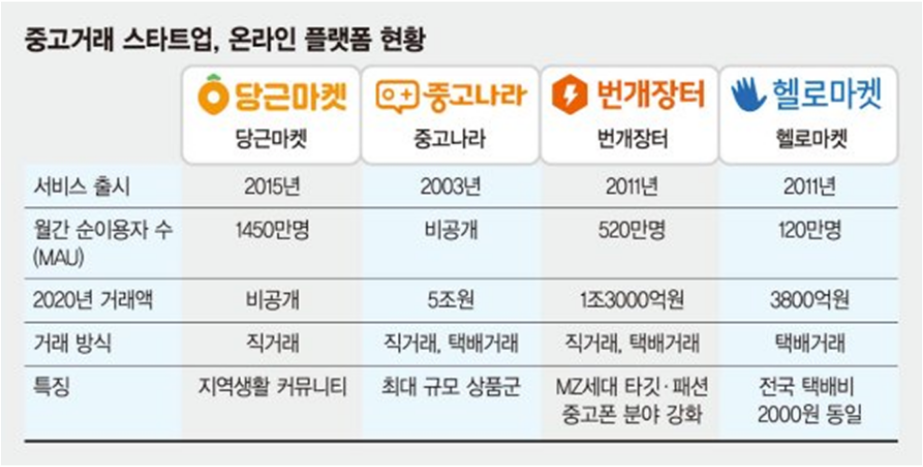 중고거래 스타트업, 온라인 플랫폼 현황
당근마켓 중고나라 번개장터 헬로마켓
당근마켓 중고나라 번개장터 헬로마켓
서비스 출시 2015년 2003년 2011년 2011년
월간 순이용자 수 1450만명 비공개 520만명 120만명
(MAU)
2020년 거래액 비공개 5조원 1조3000억원 3800억원
거래 방식 직거래 직거래, 택배거래 직거래, 택배거래 택배거래
특징 지역생활 커뮤니티 최대 규모 상품군 MZ세대 타깃·패션 전국 택배비
중고폰 분야 강화 2000원 동일